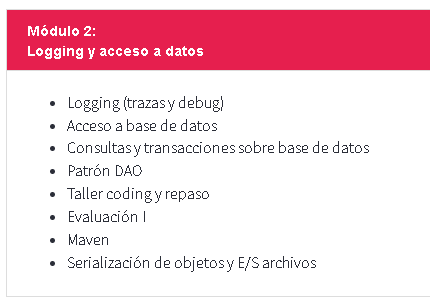 Módulo 2:
Logging y acceso a datos
• Logging (trazas y debug)
• Acceso a base de datos
• Consultas y transacciones sobre base de datos
• Patrón DAO
• Taller coding y repaso
• Evaluación I
• Maven
• Serialización de objetos y E/S archivos